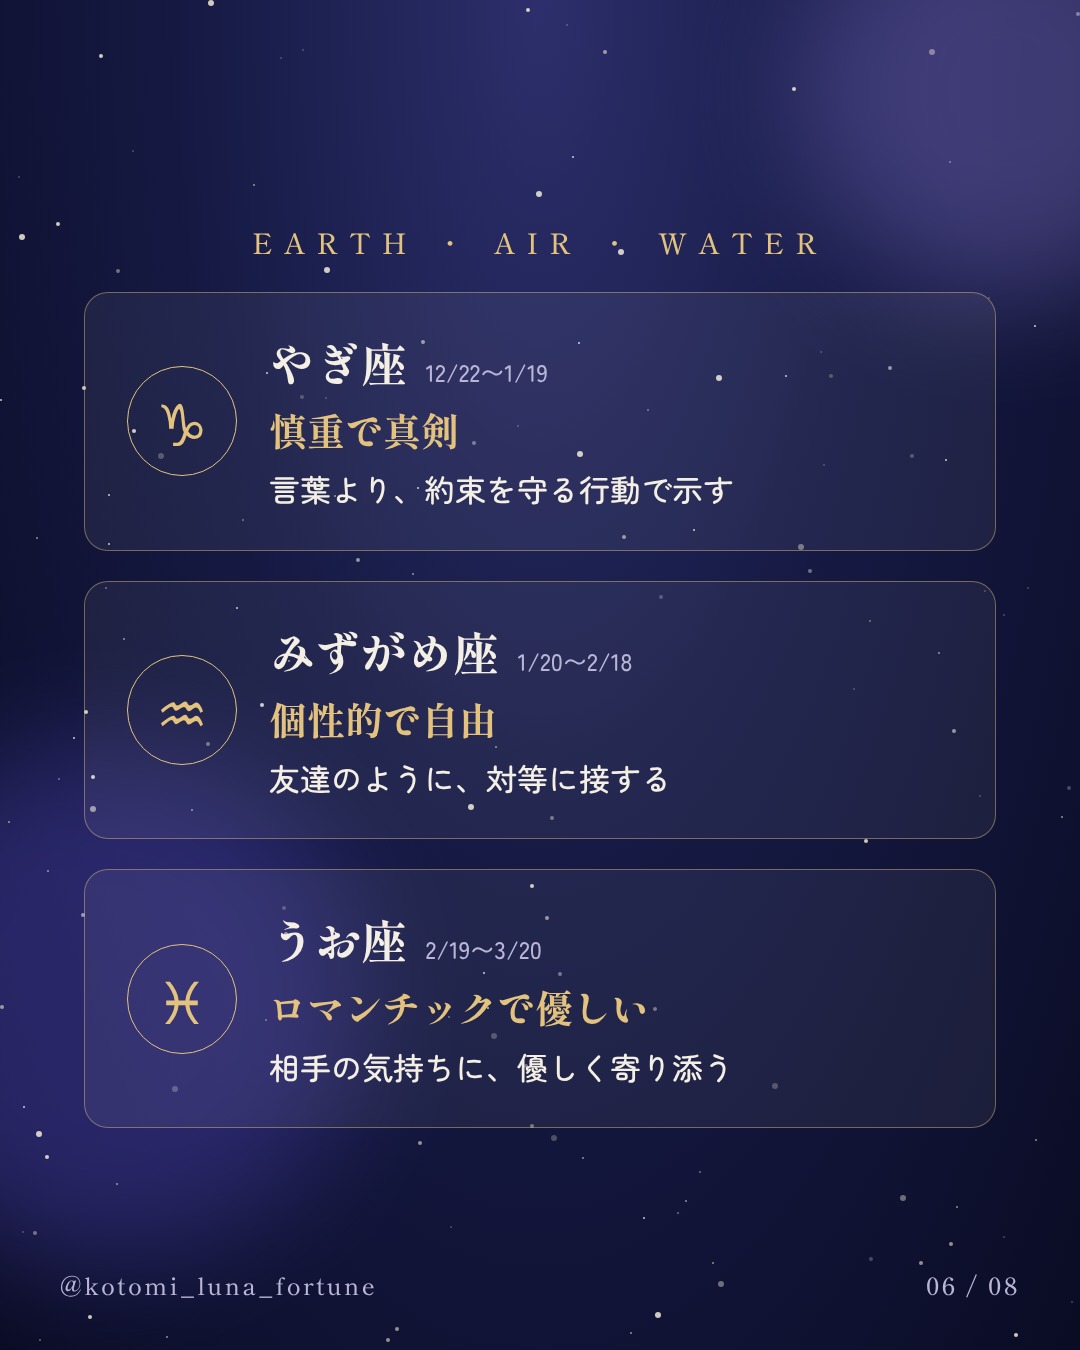 EARTH · AIR · WATER
♑
やぎ座 12/22〜1/19
慎重で真剣
言葉より、約束を守る行動で示す
♒
みずがめ座 1/20〜2/18
個性的で自由
友達のように、対等に接する
♓
うお座 2/19〜3/20
ロマンチックで優しい
相手の気持ちに、優しく寄り添う
@kotomi_luna_fortune
06 / 08